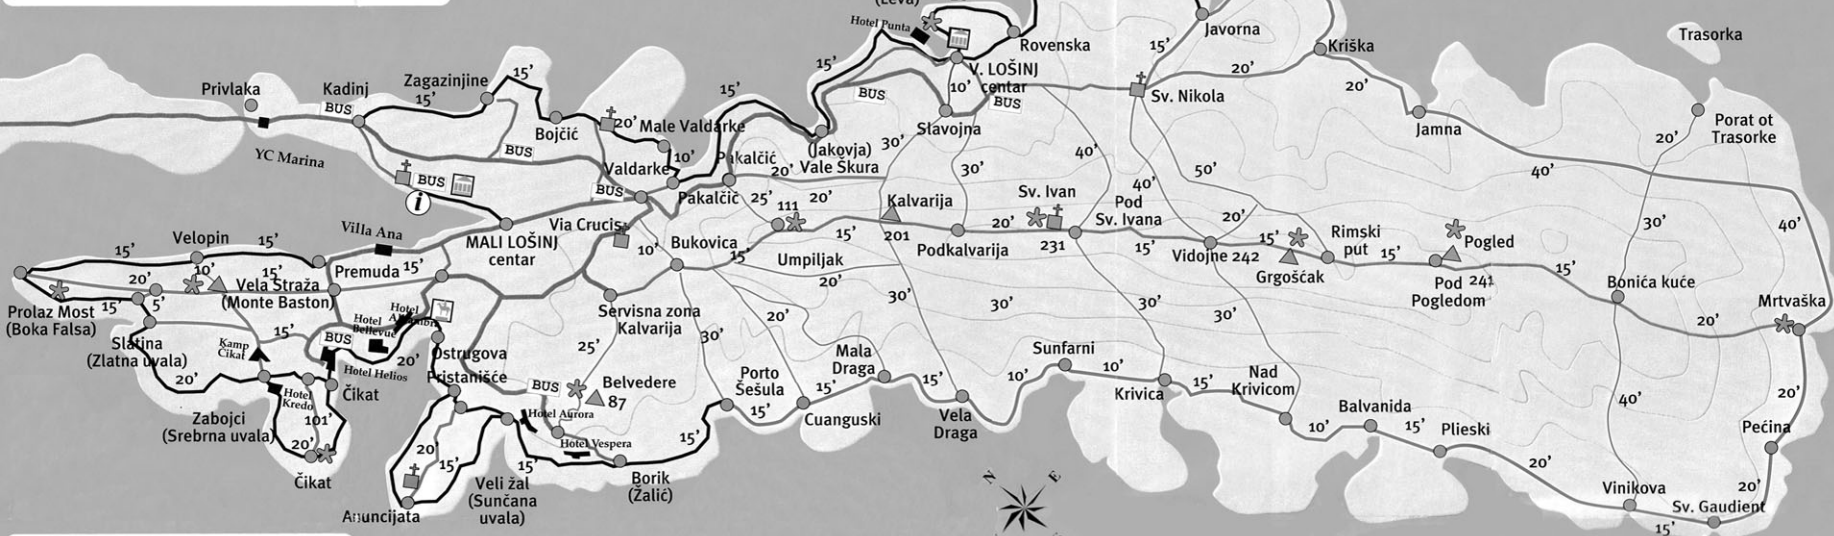 Hotel Punta
Rovenska
Javorna
Kriška
Trasorka
V. LOŠINJ
centar
Sv. Nikola
15'
20'
20'
15'
10'
BUS
BUS
Privlaka
Kadinj
BUS
Zagazinjine
15'
15'
Bojčić
20'
Male Valdarke
15'
Slavojna
Jamna
Porat ot
Trasorke
YC Marina
BUS
BUS
i
Valdarke
10'
Pakalčić
20'
(Jakovja)
Vale Škura
30'
30'
40'
50'
40'
20'
BUS
Pakalčić
25'
20'
111
Kalvarija
201
Sv. Ivan
231
40'
Pod
Sv. Ivana
20'
30'
40'
Villa Ana
MALI LOŠINJ
centar
Via Crucis
10'
Bukovica
15'
15'
Podkalvarija
20'
15'
Vidojne 242
15'
Grgošćak
Rimski
put
15'
Pogled
Pod 241
Pogledom
15'
Bonića kuće
Mrtvaška
Velopin
15'
15'
Premuda
15'
Umpiljak
20'
20'
5'
10'
15'
Vela Straža
(Monte Baston)
Prolaz Most
(Boka Falsa)
15'
20'
Slatina
(Zlatna uvala)
Kamp
Čikat
15'
Hotel
Bellevue
Hotel
BUS
20'
Hotel Helios
Servisna zona
Kalvarija
30'
20'
30'
30'
30'
30'
Ostrugova
Pristanišće
25'
BUS
Belvedere
87
Porto
Šešula
Mala
Draga
Sunfarni
20'
Zabojci
(Srebrna uvala)
Hotel
Kredo
Čikat
10'
20'
Čikat
20'
15'
Hotel Aurora
Hotel Vespera
15'
15'
Cuanguski
15'
15'
Vela
Draga
10'
10'
Krivica
15'
Nad
Krivicom
10'
Balvanida
15'
Plieski
40'
20'
Pećina
Anuncijata
Veli žal
(Sunčana
uvala)
15'
Borik
(Žalić)
N
E
20'
Vinikova
15'
Sv. Gaudient
20'